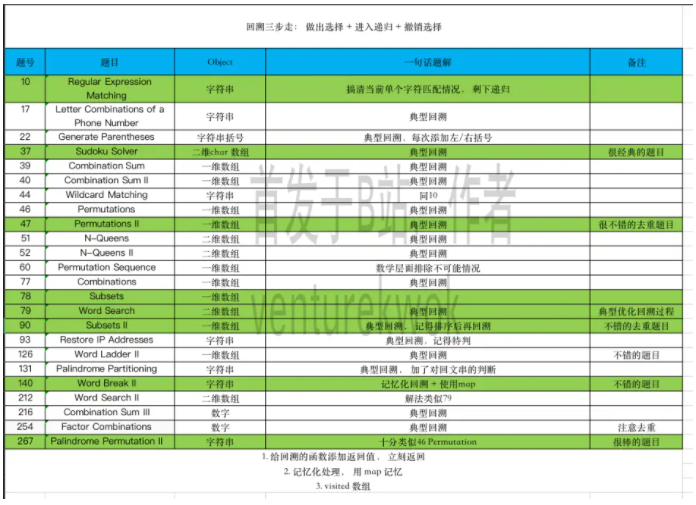 回溯三步走： 做出选择 + 进入递归 + 撤销选择
题号 题目 Object 一句话题解 备注
10 Regular Expression Matching 字符串 搞清当前单个字符匹配情况， 剩下递归
17 Letter Combinations of a Phone Number 字符串 典型回溯
22 Generate Parentheses 字符串括号 典型回溯，每次添加左/右括号
37 Sudoku Solver 二维char 数组 典型回溯 很经典的题目
39 Combination Sum 一维数组 典型回溯
40 Combination Sum II 一维数组 典型回溯
44 Wildcard Matching 字符串 同10
46 Permutations 一维数组 典型回溯
47 Permutations II 一维数组 典型回溯 很不错的去重题目
51 N-Queens 二维数组 典型回溯
52 N-Queens II 二维数组 典型回溯
60 Permutation Sequence 一维数组 数学层面排除不可能情况
77 Combinations 一维数组 典型回溯
78 Subsets 一维数组
79 Word Search 二维数组 典型回溯 典型优化回溯过程
90 Subsets II 一维数组 典型回溯，记得排序后再回溯 不错的去重题目
93 Restore IP Addresses 字符串 典型回溯，记得特判
126 Word Ladder II 一维数组 典型回溯 不错的题目
131 Palindrome Partitioning 字符串 典型回溯， 加了对回文串的判断
140 Word Break II 字符串 记忆化回溯 + 使用map 不错的题目
212 Word Search II 二维数组 解法类似79
216 Combination Sum III 数字 典型回溯
254 Factor Combinations 数字 典型回溯 注意去重
267 Palindrome Permutation II 字符串 十分类似46 Permutation 很棒的题目
1. 给回溯的函数添加返回值， 立刻返回
2. 记忆化处理， 用 map 记忆
3. visited 数组
首发于B站 作者
venturekwok